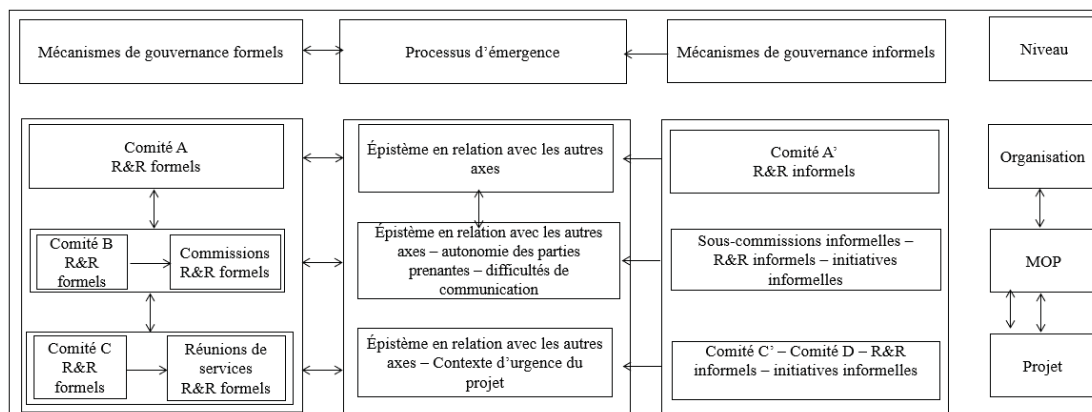 Mécanismes de gouvernance formels
Processus d’émergence
Mécanismes de gouvernance informels
Niveau
Comité A
R&R formels
Épistème en relation avec les autres
axes
Comité A’
R&R informels
Organisation
Comité B
R&R
formels
Commissions
R&R formels
Épistème en relation avec les autres
axes – autonomie des parties
prenantes – difficultés de
communication
Sous-commissions informelles –
R&R informels – initiatives
informelles
MOP
Comité C
R&R
formels
Réunions de
services
R&R formels
Épistème en relation avec les autres
axes – Contexte d’urgence du
projet
Comité C’ – Comité D – R&R
informels – initiatives informelles
Projet